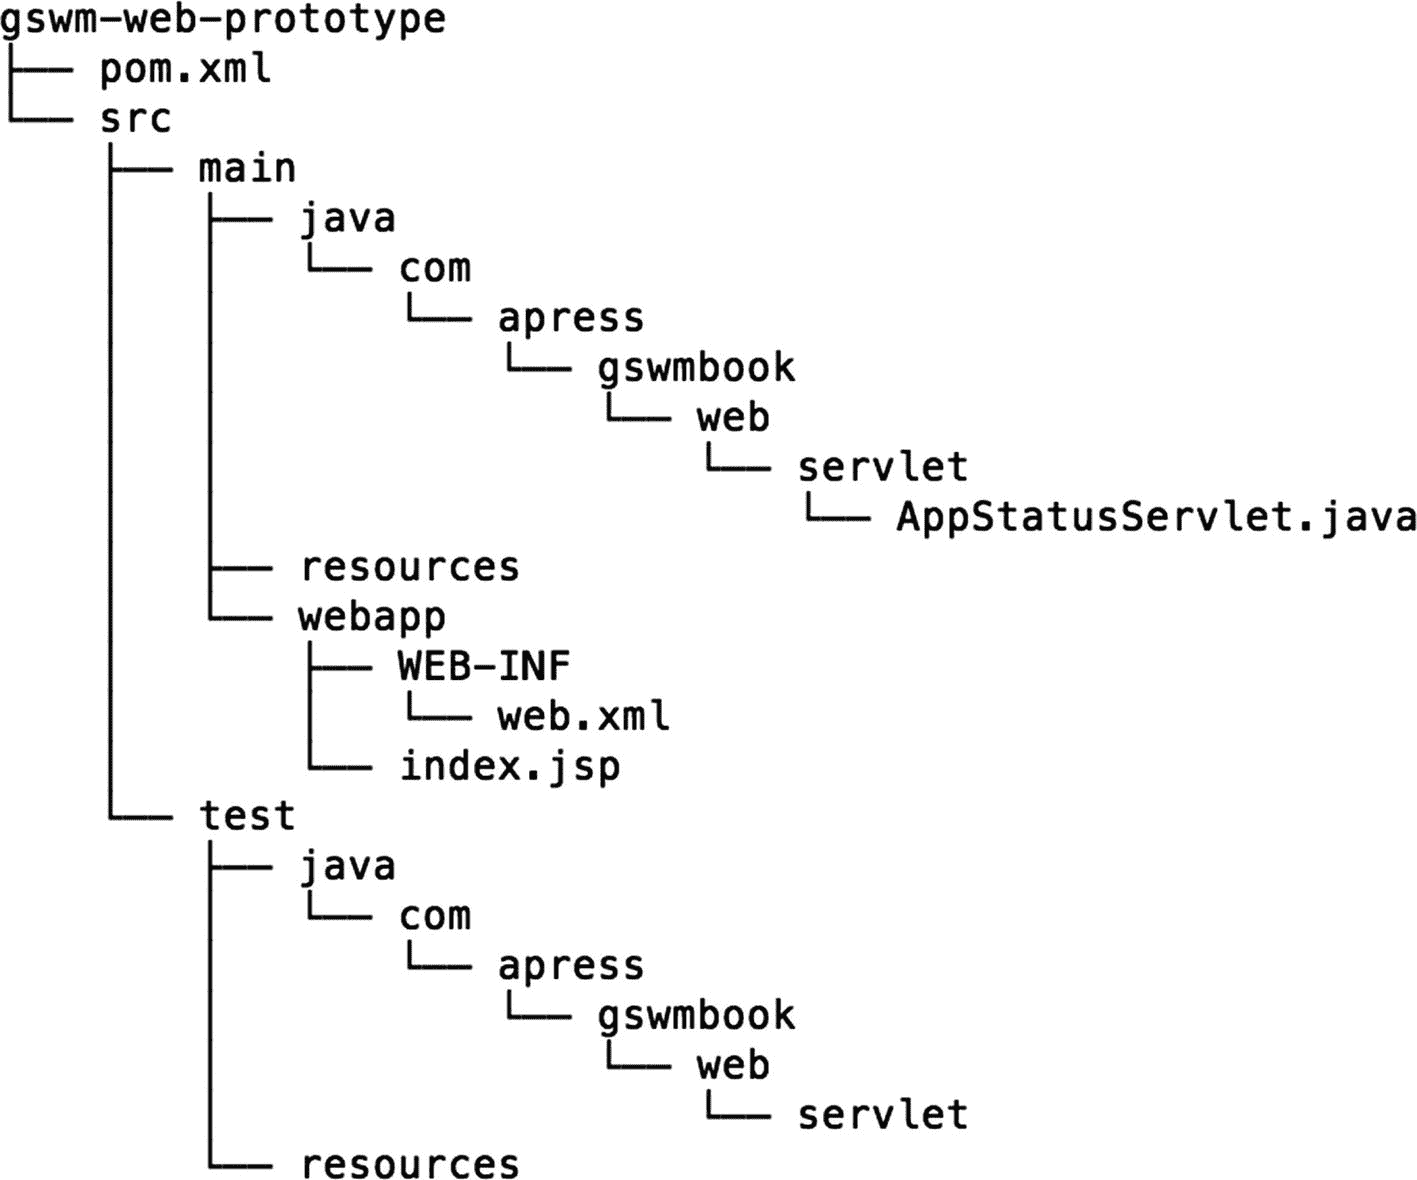 gswm-web-prototype
pom.xml
src
main
java
com
apress
gswmbook
web
servlet
AppStatusServlet.java
resources
webapp
WEB-INF
web.xml
index.jsp
test
java
com
apress
gswmbook
web
servlet
resources